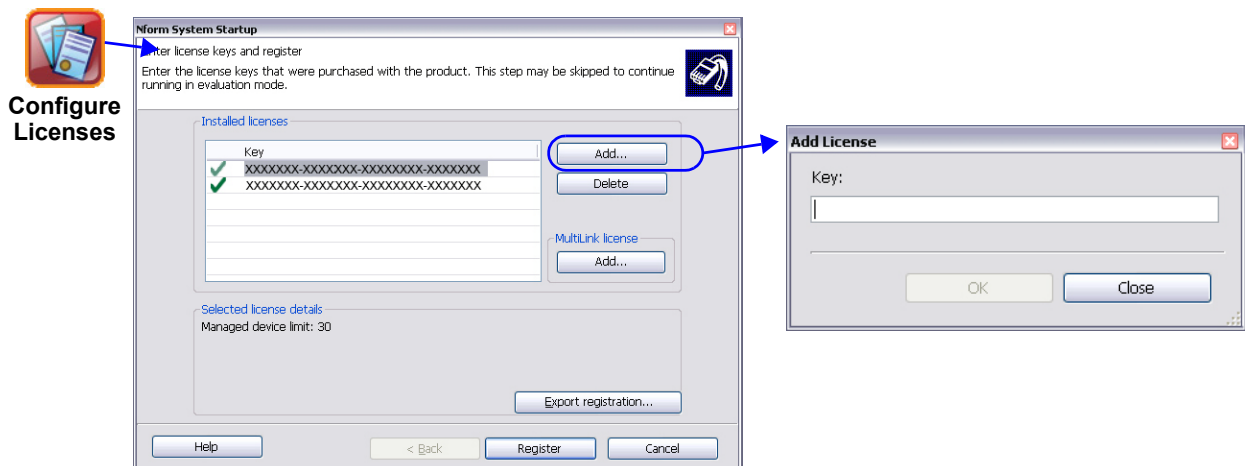 Configure
Licenses
Nform System Startup
Enter license keys and register
Enter the license keys that were purchased with the product. This step may be skipped to continue
running in evaluation mode.
Installed licenses
Key
XXXXXXX-XXXXXXX-XXXXXXXX-XXXXXXX
XXXXXXX-XXXXXXX-XXXXXXXX-XXXXXXX
Add...
Delete
MultiLink license
Add...
Selected license details
Managed device limit: 30
Export registration...
Help
< Back
Register
Cancel
Add License
Key:
OK
Close